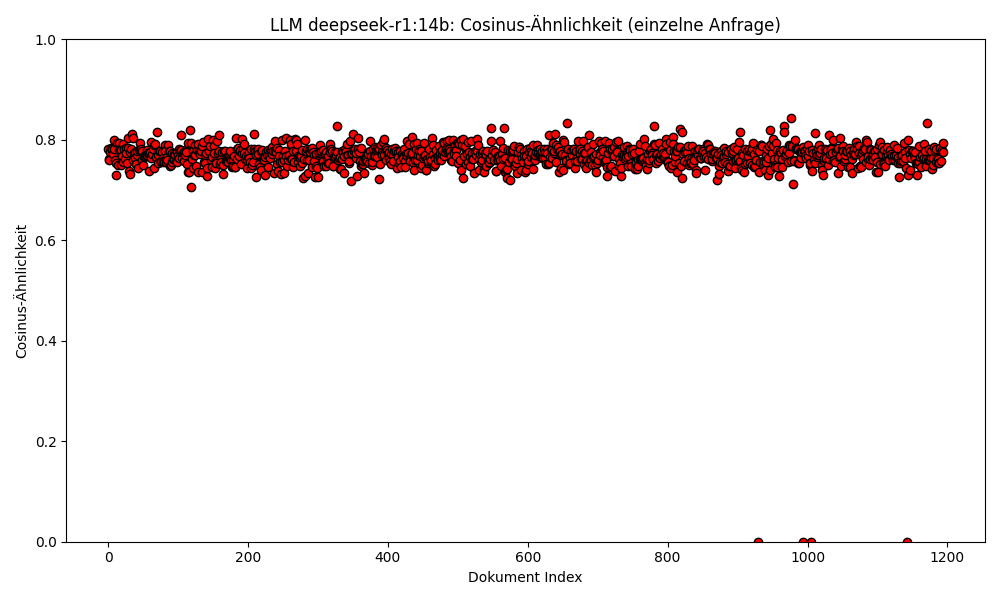 LLM deepseek-r1:14b: Cosinus-Ähnlichkeit (einzelne Anfrage)
1.0
0.8
0.6
0.4
0.2
0.0
Cosinus-Ähnlichkeit
0 200 400 600 800 1000 1200
Dokument Index